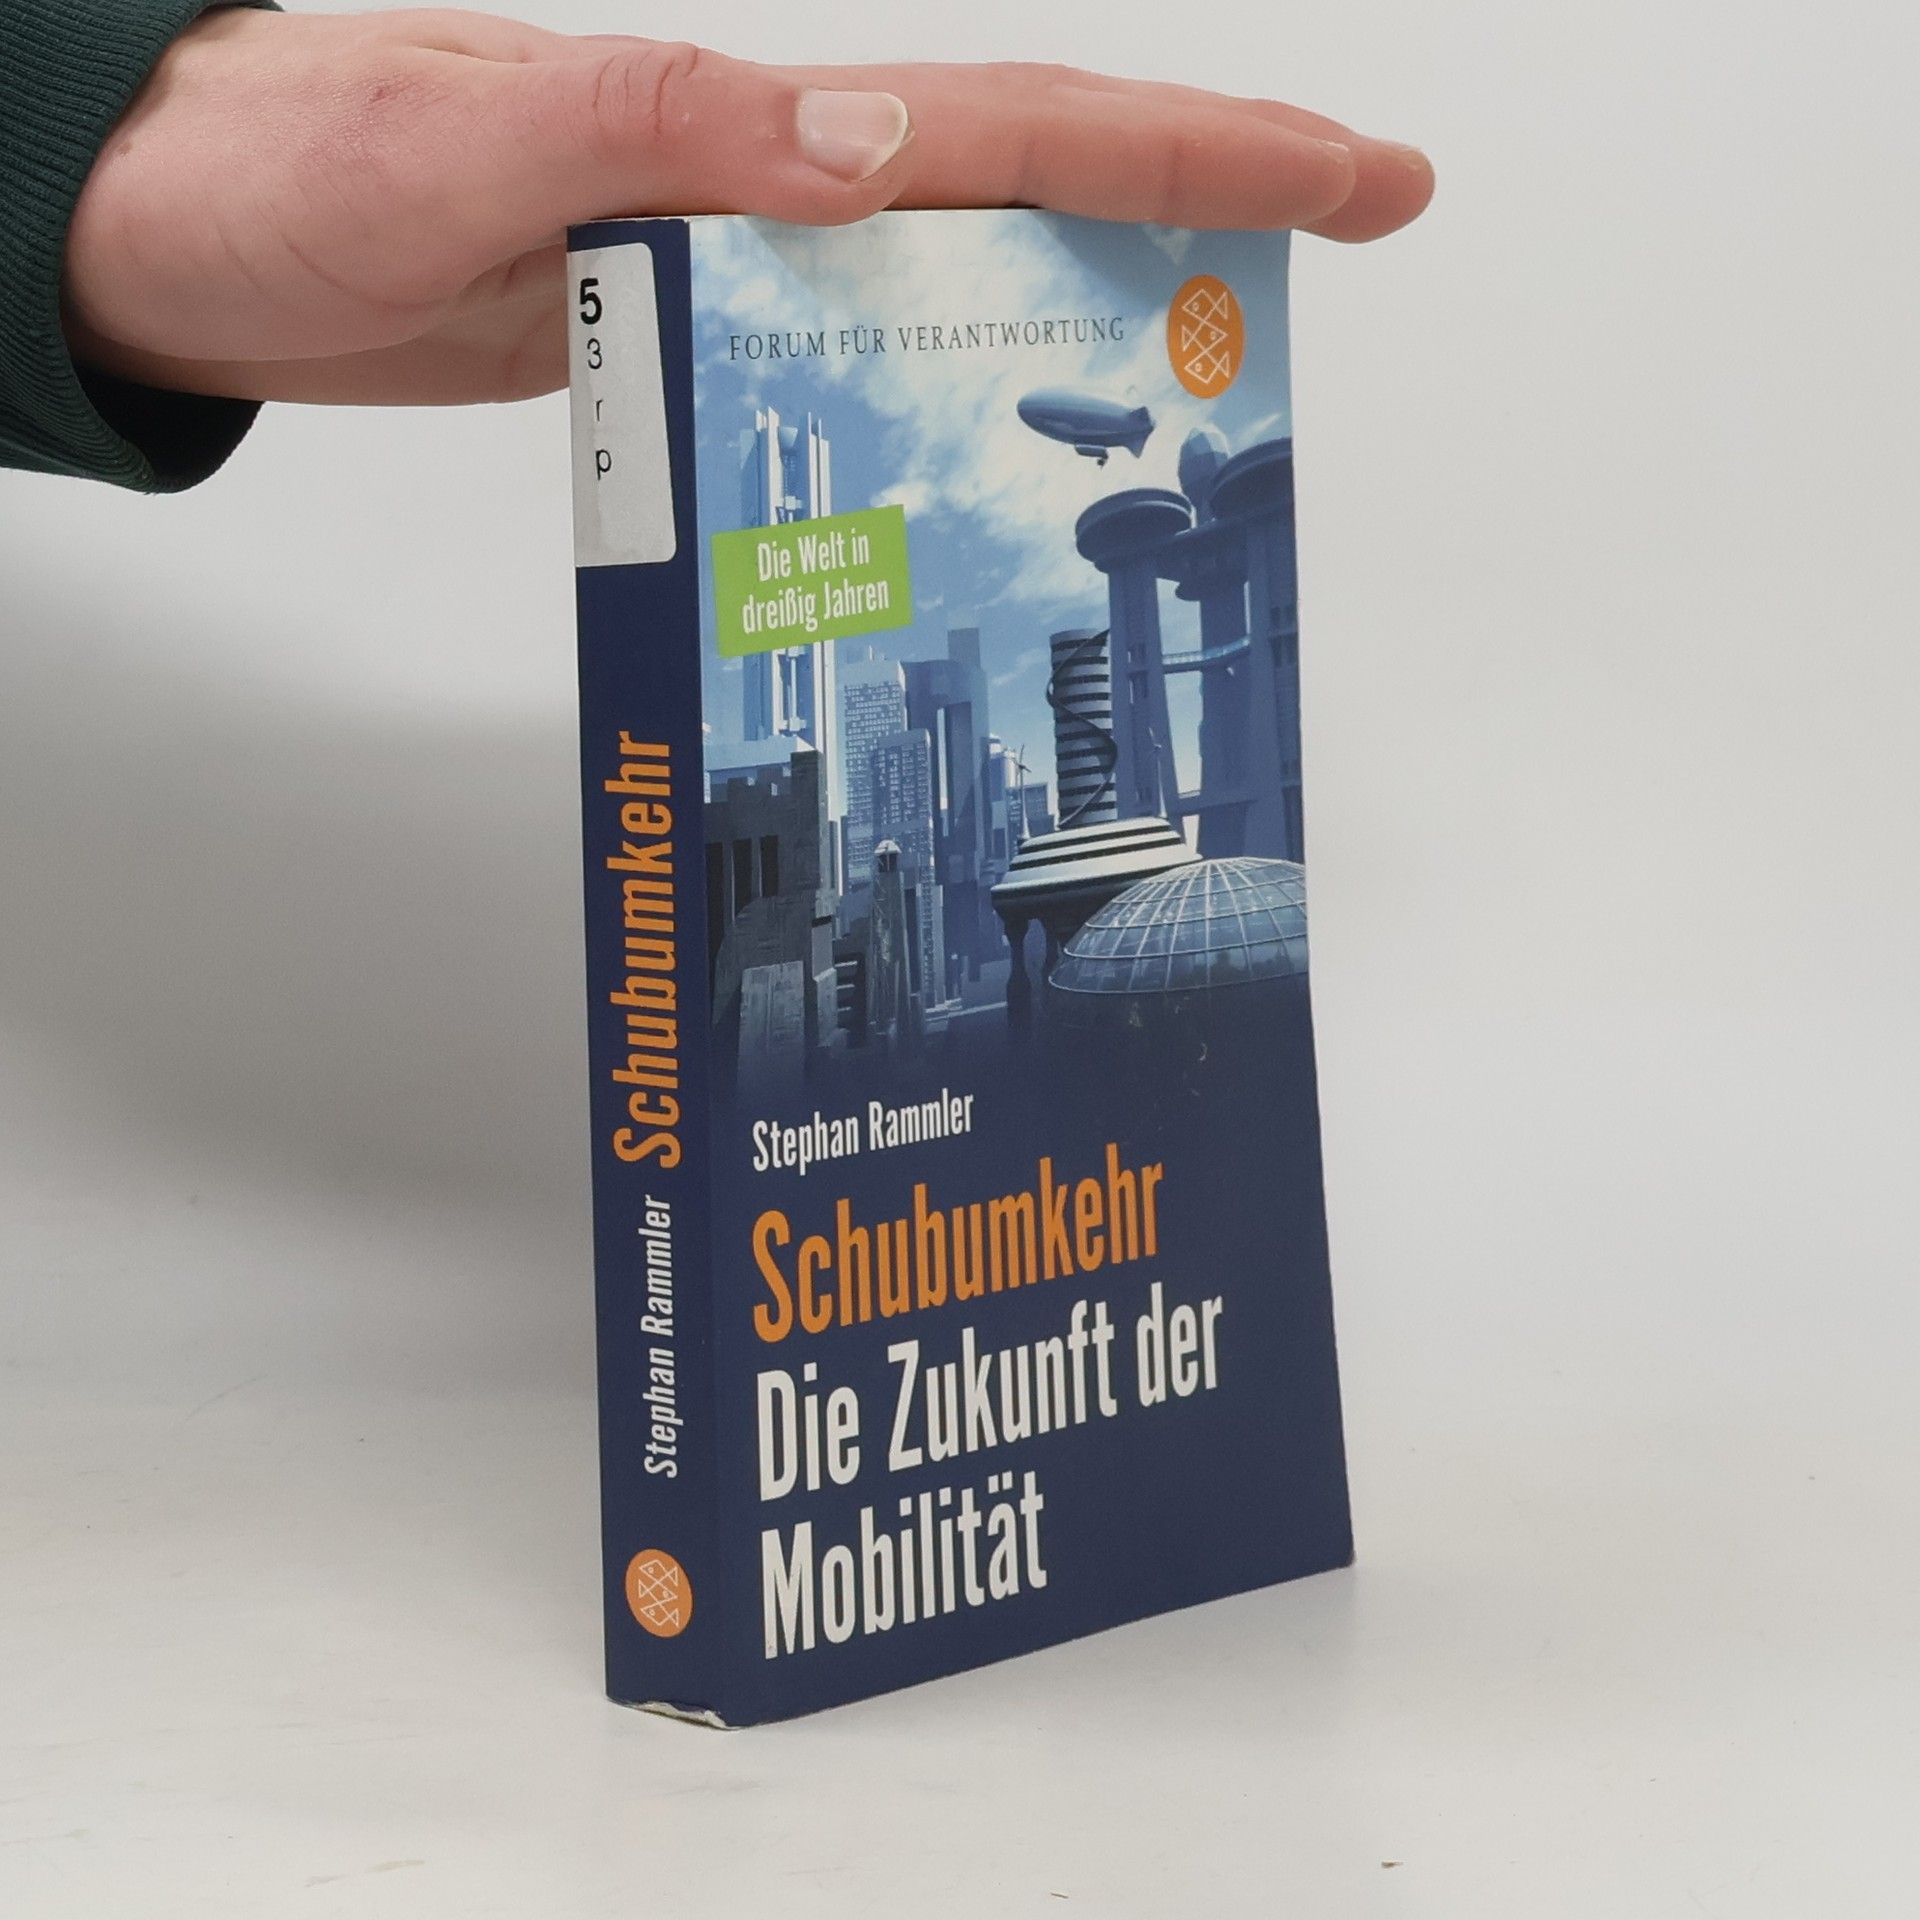 5
3
r
p
Stephan Rammler Schubumkehr
FORUM FÜR VERANTWORTUNG
Die Welt in
dreißig Jahren
Stephan Rammler
Schubumkehr
Die Zukunft der
Mobilität